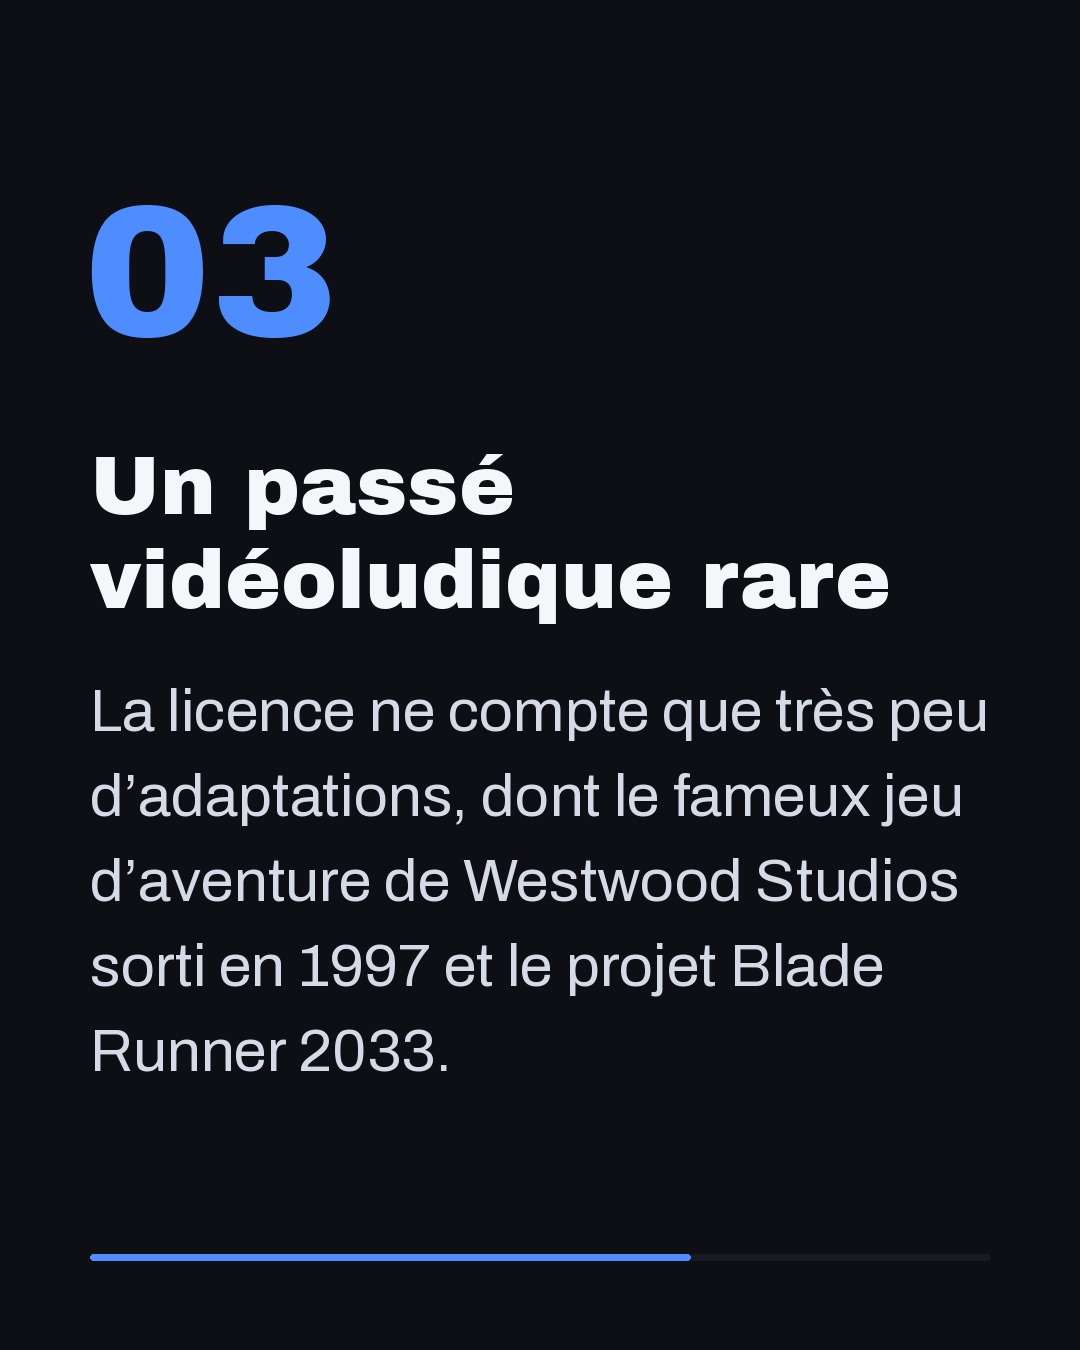 03
Un passé
vidéoludique rare
La licence ne compte que très peu
d’adaptations, dont le fameux jeu
d’aventure de Westwood Studios
sorti en 1997 et le projet Blade
Runner 2033.